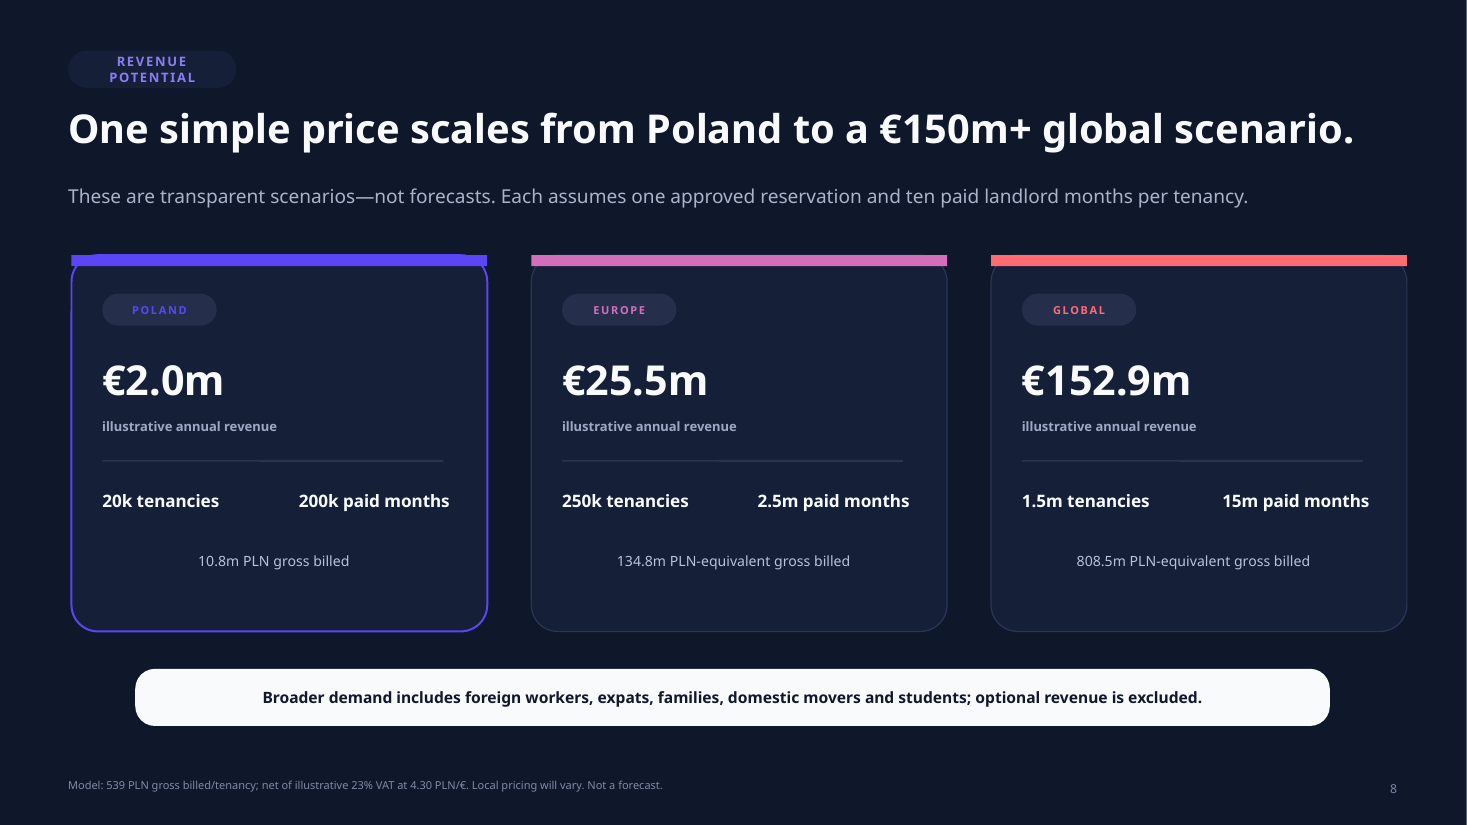 REVENUE
POTENTIAL
One simple price scales from Poland to a €150m+ global scenario.
These are transparent scenarios—not forecasts. Each assumes one approved reservation and ten paid landlord months per tenancy.
POLAND
€2.0m
illustrative annual revenue
20k tenancies 200k paid months
10.8m PLN gross billed
EUROPE
€25.5m
illustrative annual revenue
250k tenancies 2.5m paid months
134.8m PLN-equivalent gross billed
GLOBAL
€152.9m
illustrative annual revenue
1.5m tenancies 15m paid months
808.5m PLN-equivalent gross billed
Broader demand includes foreign workers, expats, families, domestic movers and students; optional revenue is excluded.
Model: 539 PLN gross billed/tenancy; net of illustrative 23% VAT at 4.30 PLN/€. Local pricing will vary. Not a forecast.
8